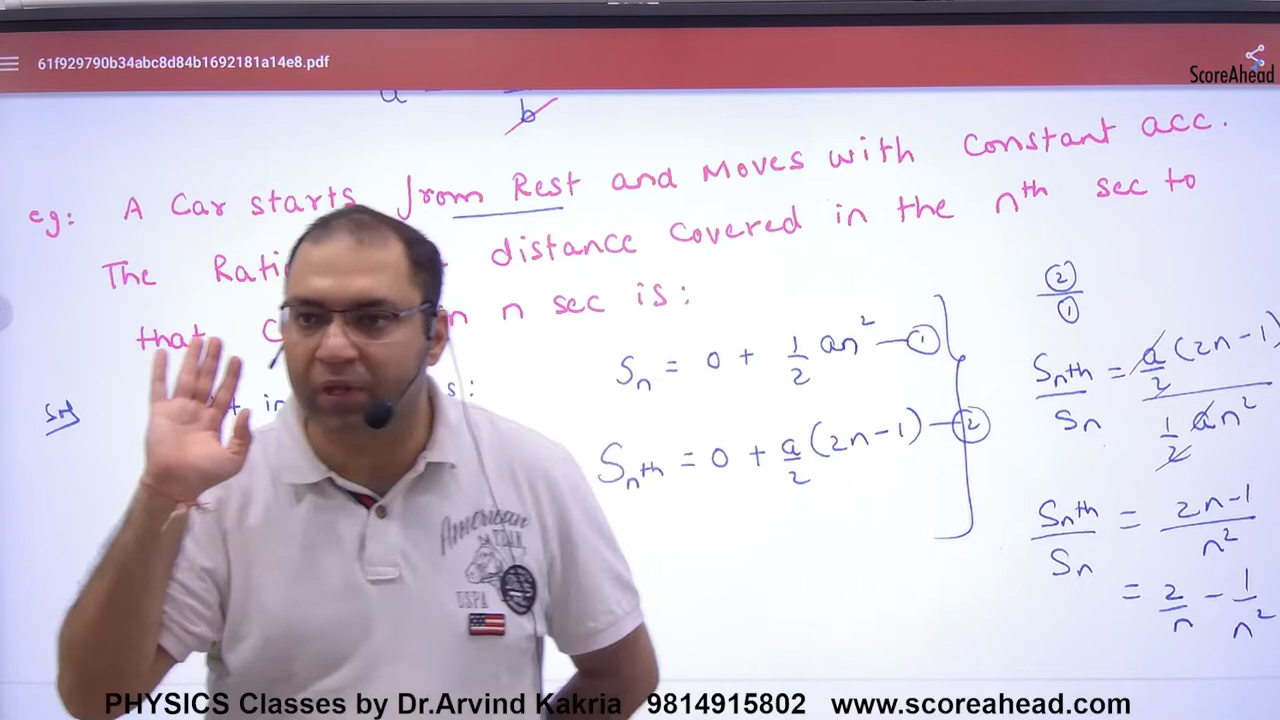 61f929790b34abc8d84b1692181a14e8.pdf
ScoreAhead
b
eg: A Car starts from Rest and Moves with Constant acc.
The distance covered in the nth sec to
that n sec is:
Sn = 0 + 1/2 an² — ①
Snth = 0 + a/2 (2n-1) — ②
②/①
Snth/Sn = a/2 (2n-1) / 1/2 an²
Snth/Sn = 2n-1/n²
= 2/n - 1/n²
American
USPA
PHYSICS Classes by Dr.Arvind Kakria 9814915802 www.scoreahead.com